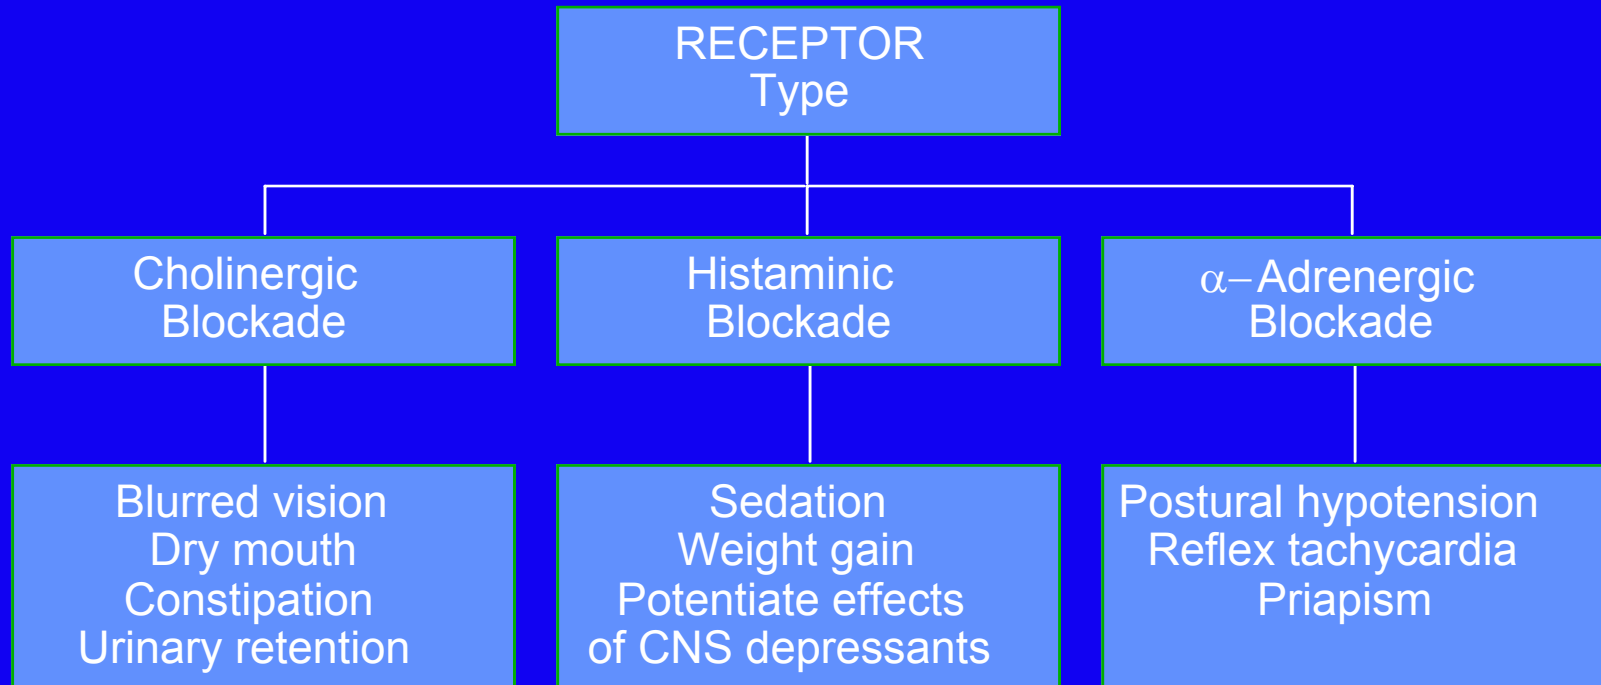 RECEPTOR
Type
Cholinergic
Blockade
Histaminic
Blockade
α–Adrenergic
Blockade
Blurred vision
Dry mouth
Constipation
Urinary retention
Sedation
Weight gain
Potentiate effects
of CNS depressants
Postural hypotension
Reflex tachycardia
Priapism